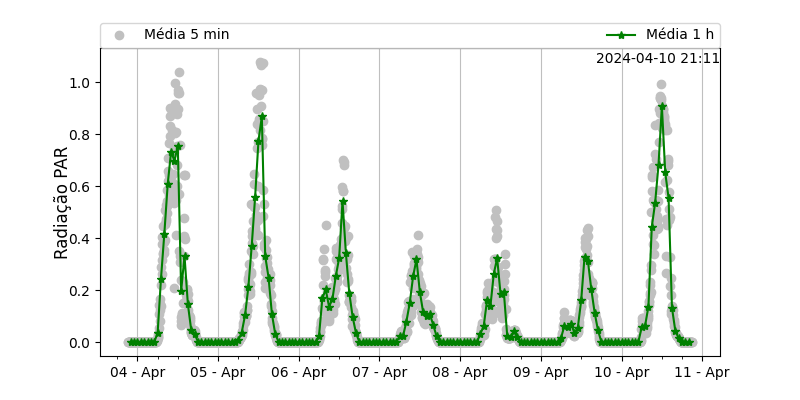 Média 5 min
Média 1 h
2024-04-10 21:11
Radiação PAR
1.0
0.8
0.6
0.4
0.2
0.0
04 - Apr
05 - Apr
06 - Apr
07 - Apr
08 - Apr
09 - Apr
10 - Apr
11 - Apr